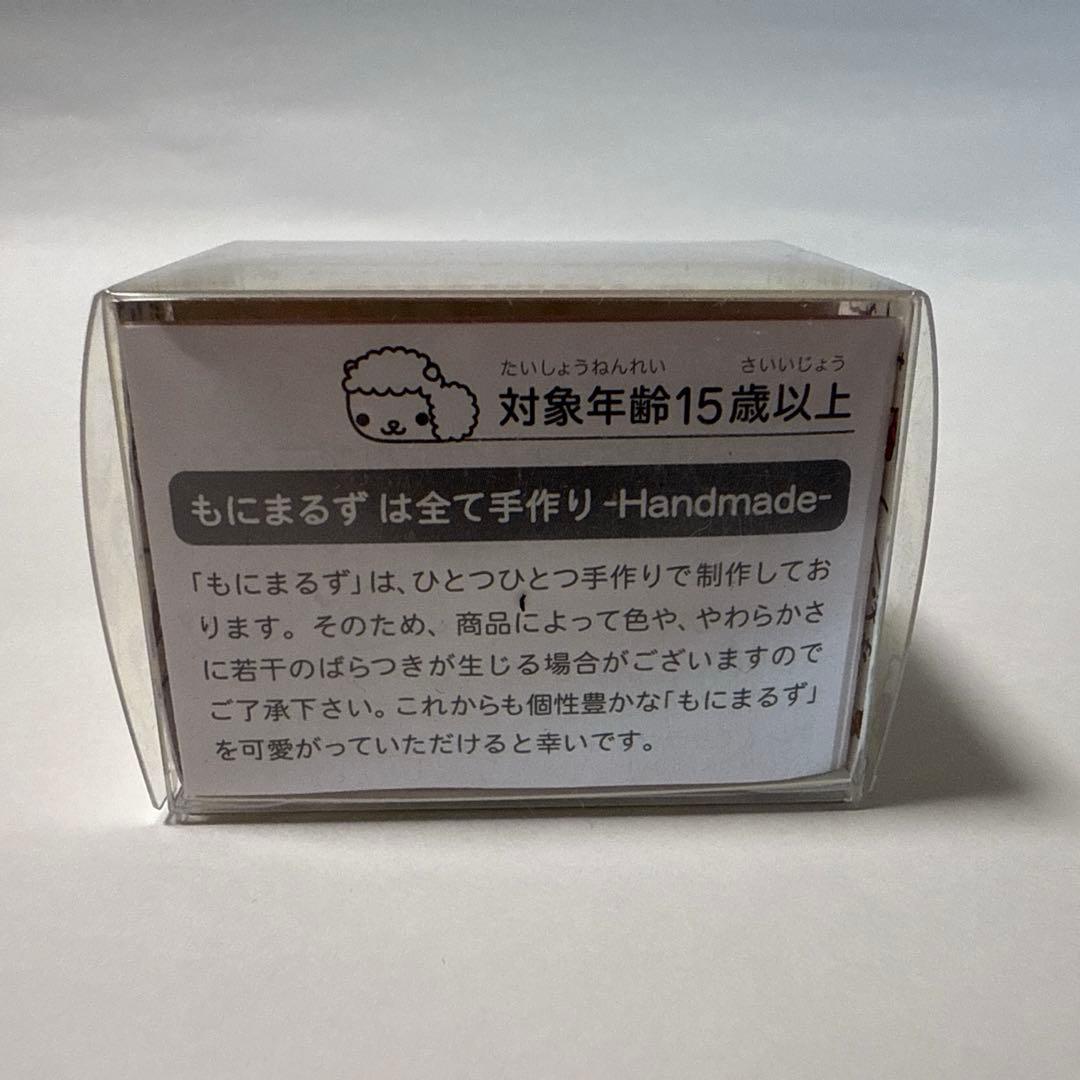 たいしょうねんれい さいいじょう
対象年齢15歳以上
もにまるず は全て手作り -Handmade-
「もにまるず」は、ひとつひとつ手作りで制作してお
ります。そのため、商品によって色や、やわらかさ
に若干のばらつきが生じる場合がございますので
ご了承下さい。これからも個性豊かな「もにまるず」
を可愛がっていただけると幸いです。